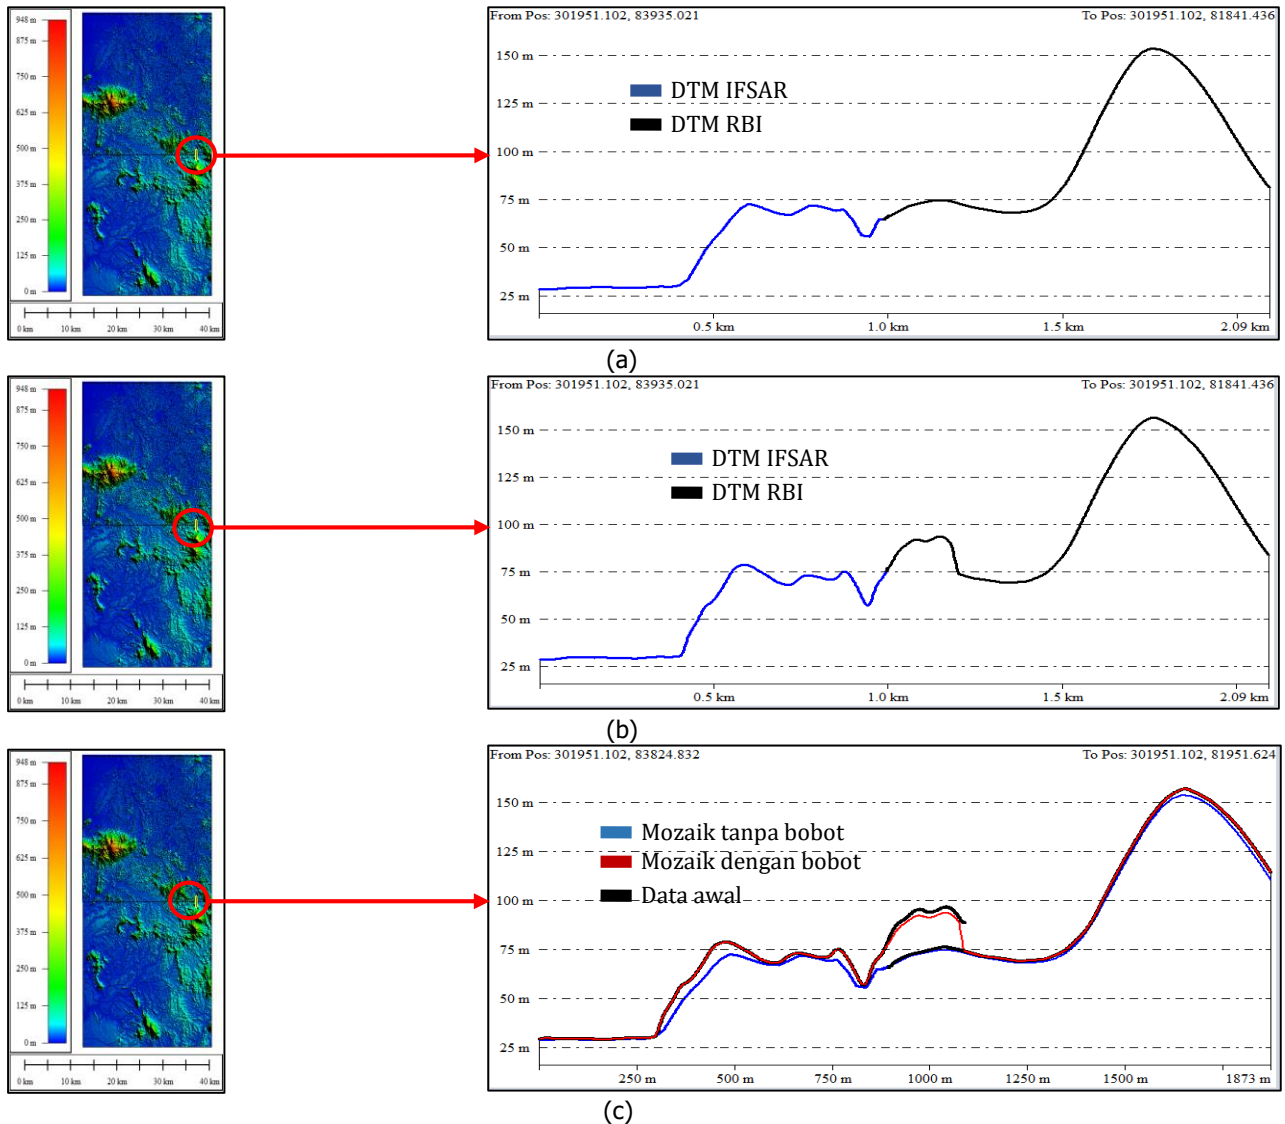 948 m
875 m
750 m
625 m
500 m
375 m
250 m
125 m
0 m
0 km 10 km 20 km 30 km 40 km
From Pos: 301951.102, 83935.021 To Pos: 301951.102, 81841.436
150 m
125 m
100 m
75 m
50 m
25 m
DTM IFSAR
DTM RBI
0.5 km 1.0 km 1.5 km 2.09 km
(a)
948 m
875 m
750 m
625 m
500 m
375 m
250 m
125 m
0 m
0 km 10 km 20 km 30 km 40 km
From Pos: 301951.102, 83935.021 To Pos: 301951.102, 81841.436
150 m
125 m
100 m
75 m
50 m
25 m
DTM IFSAR
DTM RBI
0.5 km 1.0 km 1.5 km 2.09 km
(b)
948 m
875 m
750 m
625 m
500 m
375 m
250 m
125 m
0 m
0 km 10 km 20 km 30 km 40 km
From Pos: 301951.102, 83824.832 To Pos: 301951.102, 81951.624
150 m
125 m
100 m
75 m
50 m
25 m
Mozaik tanpa bobot
Mozaik dengan bobot
Data awal
250 m 500 m 750 m 1000 m 1250 m 1500 m 1873 m
(c)